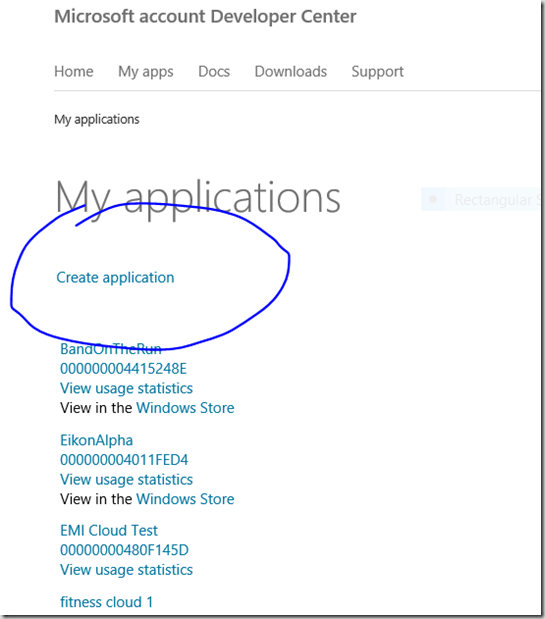 Microsoft account Developer Center
Home My apps Docs Downloads Support
My applications
My applications
Rectangular S
Create application
BandOnTheRun
000000004415248E
View usage statistics
View in the Windows Store
EikonAlpha
000000004011FED4
View usage statistics
View in the Windows Store
EMI Cloud Test
00000000480F145D
View usage statistics
fitness cloud 1